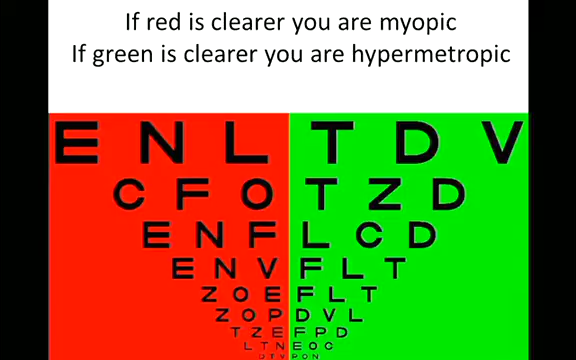 If red is clearer you are myopic
If green is clearer you are hypermetropic
E N L T D V
C F O T Z D
E N F L C D
E N V F L T
Z O E F L T
Z O P D V L
T Z E F P D
L T N E O C
D T V P O N